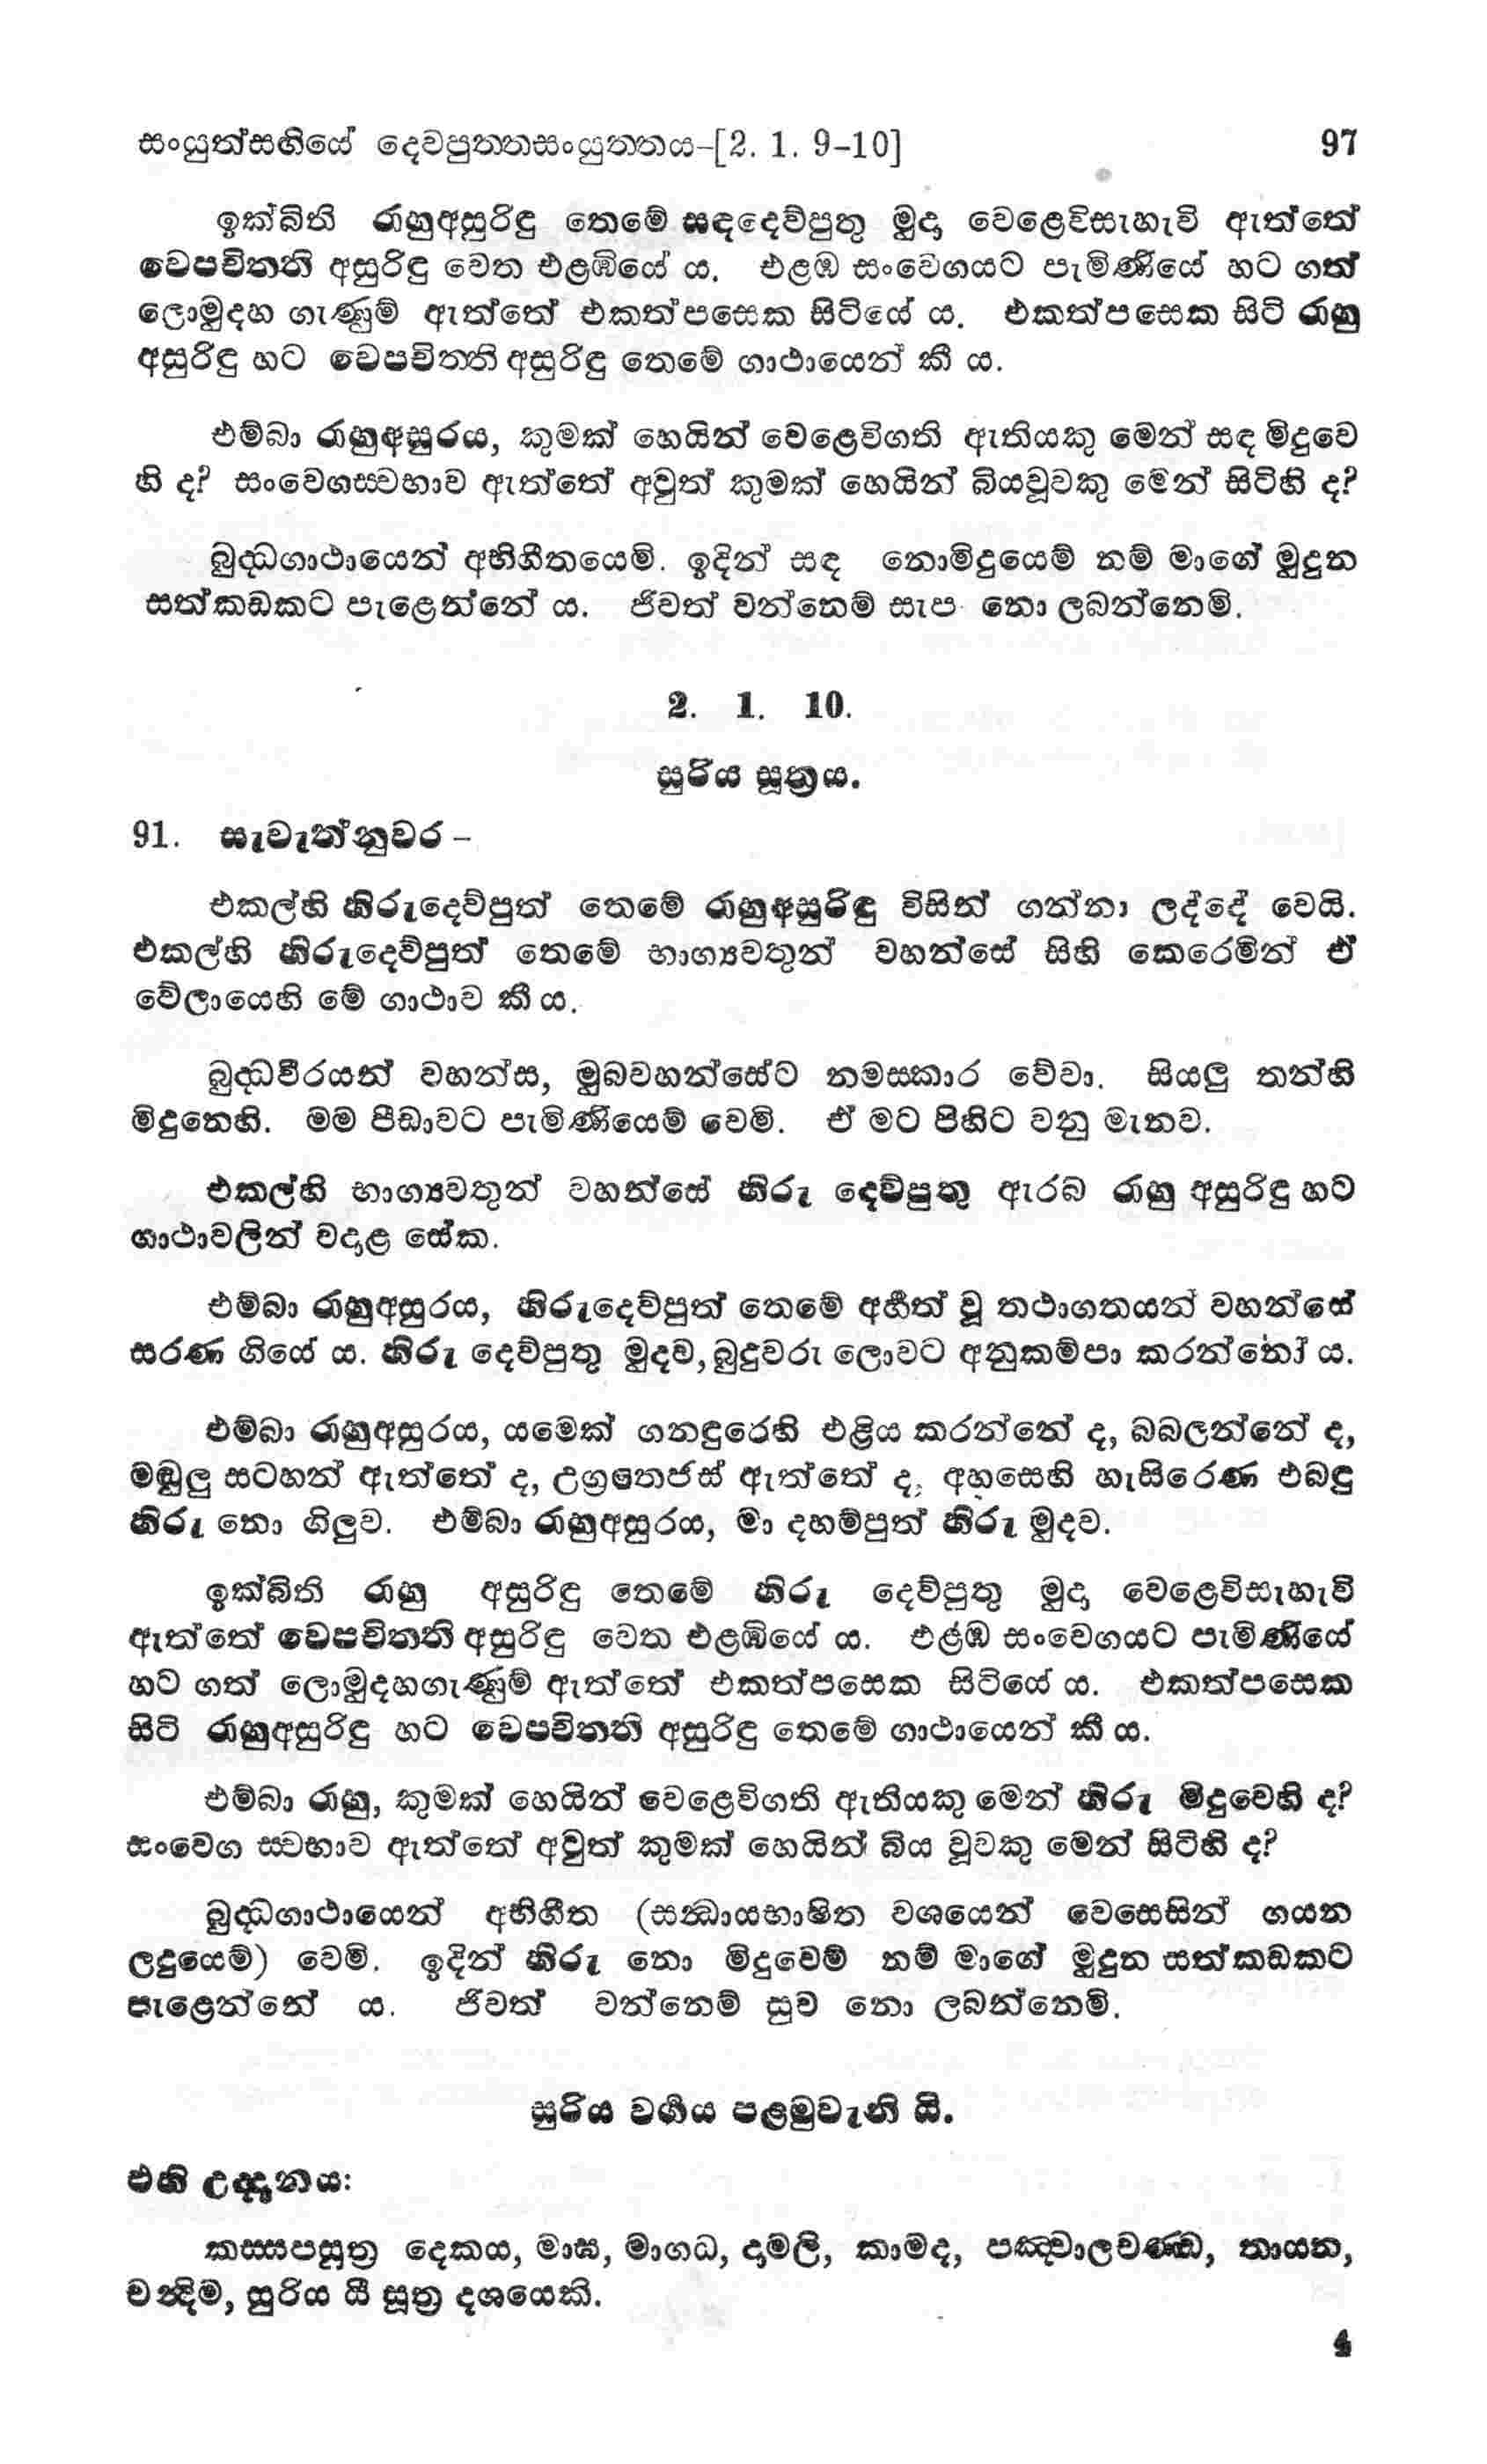 සංයුත්සඟියේ දෙවපුත්තසංයුත්තය–[2. 1. 9–10] 97
ඉක්බිති රාහුඅසුරිඳු තෙමේ සඳදෙව්පුතු මුදා වෙළෙවිසැහැවි ඇත්තේ
වෙපචිත්ති අසුරිඳු වෙත එළඹියේ ය. එළඹ සංවෙගයට පැමිණියේ හට ගත්
ලොමුදහ ගැණුම් ඇත්තේ එකත්පසෙක සිටියේ ය. එකත්පසෙක සිටි රාහු
අසුරිඳු හට වෙපචිත්ති අසුරිඳු තෙමේ ගාථායෙන් කී ය.
එම්බා රාහුඅසුරය, කුමක් හෙයින් වෙළෙවිගති ඇතියකු මෙන් සඳ මිදුවෙ
හි ද? සංවෙගස්වභාව ඇත්තේ අවුත් කුමක් හෙයින් බියවූවකු මෙන් සිටිහි ද?
බුද්ධගාථායෙන් අභිගීතයෙමි. ඉදින් සඳ නොමිදුයෙම් නම් මාගේ මුදුන
සත්කඩකට පැළෙන්නේ ය. ජීවත් වන්නෙම් සැප නො ලබන්නෙමි.
2. 1. 10.
සුරිය සූත්‍රය.
91. සැවැත්නුවර –
එකල්හි හිරුදෙව්පුත් තෙමේ රාහුඅසුරිඳු විසින් ගන්නා ලද්දේ වෙයි.
එකල්හි හිරුදෙව්පුත් තෙමේ භාග්‍යවතුන් වහන්සේ සිහි කෙරෙමින් ඒ
වේලායෙහි මේ ගාථාව කී ය.
බුද්ධවීරයන් වහන්ස, මුබවහන්සේට නමස්කාර වේවා. සියලු තන්හි
මිදුනෙහි. මම පීඩාවට පැමිණියෙම් වෙමි. ඒ මට පිහිට වනු මැනව.
එකල්හි භාග්‍යවතුන් වහන්සේ හිරු දෙව්පුතු ඇරබ රාහු අසුරිඳු හට
ගාථාවලින් වදාළ සේක.
එම්බා රාහුඅසුරය, හිරුදෙව්පුත් තෙමේ අර්හත් වූ තථාගතයන් වහන්සේ
සරණ ගියේ ය. හිරු දෙව්පුතු මුදව, බුදුවරු ලොවට අනුකම්පා කරන්නෝ ය.
එම්බා රාහුඅසුරය, යමෙක් ගනඳුරෙහි එළිය කරන්නේ ද, බබලන්නේ ද,
මඬුලු සටහන් ඇත්තේ ද, උග්‍රතෙජස් ඇත්තේ ද, අහසෙහි හැසිරෙණ එබඳු
හිරු නො ගිලුව. එම්බා රාහුඅසුරය, මා දහම්පුත් හිරු මුදව.
ඉක්බිති රාහු අසුරිඳු තෙමේ හිරු දෙව්පුතු මුදා වෙළෙවිසැහැවි
ඇත්තේ වෙපචිත්ති අසුරිඳු වෙත එළඹියේ ය. එළඹ සංවෙගයට පැමිණියේ
හට ගත් ලොමුදහගැණුම් ඇත්තේ එකත්පසෙක සිටියේ ය. එකත්පසෙක
සිටි රාහුඅසුරිඳු හට වෙපචිත්ති අසුරිඳු තෙමේ ගාථායෙන් කී ය.
එම්බා රාහු, කුමක් හෙයින් වෙළෙවිගති ඇතියකු මෙන් හිරු මිදුවෙහි ද?
සංවෙග ස්වභාව ඇත්තේ අවුත් කුමක් හෙයින් බිය වූවකු මෙන් සිටිහි ද?
බුද්ධගාථායෙන් අභිගීත (සන්ධායභාෂිත වශයෙන් වෙසෙසින් ගයන
ලදුයෙම්) වෙමි. ඉදින් හිරු නො මිදුවෙම් නම් මාගේ මුදුන සත්කඩකට
පැළෙන්නේ ය. ජීවත් වන්නෙම් සුව නො ලබන්නෙමි.
සුරිය වර්ගය පළමුවැනි යි.
එහි උද්දානය:
කස්සපසූත්‍ර දෙකය, මාඝ, මාගධ, දාමලි, කාමද, පඤ්චාලචණ්ඩ, තායන,
චන්දිම, සුරිය යී සූත්‍ර දශයෙකි.
4